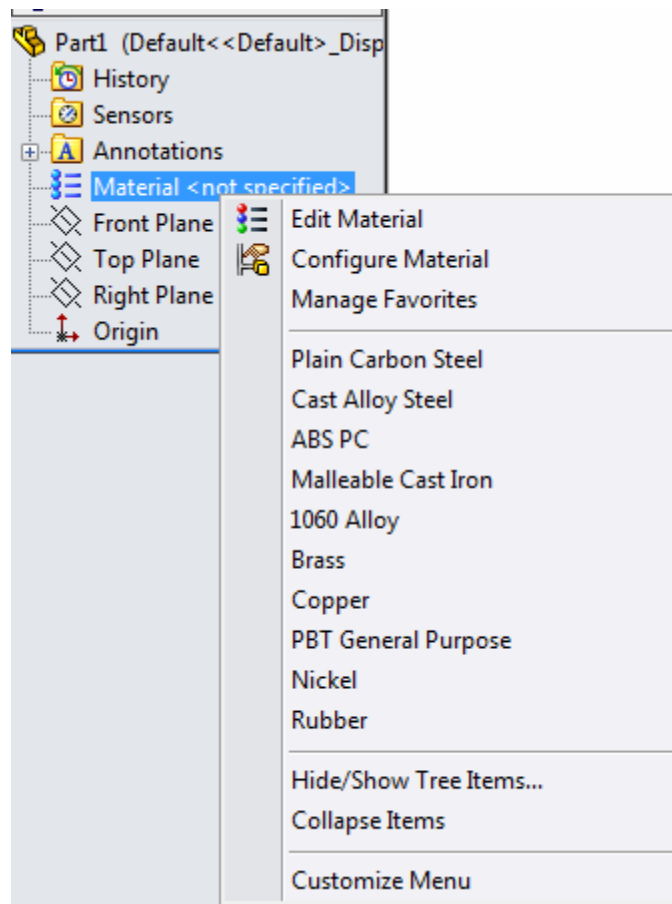 Part1 (Default<<Default>_Disp
History
Sensors
A Annotations
Material <not specified>
Front Plane
Top Plane
Right Plane
Origin
Edit Material
Configure Material
Manage Favorites
Plain Carbon Steel
Cast Alloy Steel
ABS PC
Malleable Cast Iron
1060 Alloy
Brass
Copper
PBT General Purpose
Nickel
Rubber
Hide/Show Tree Items...
Collapse Items
Customize Menu